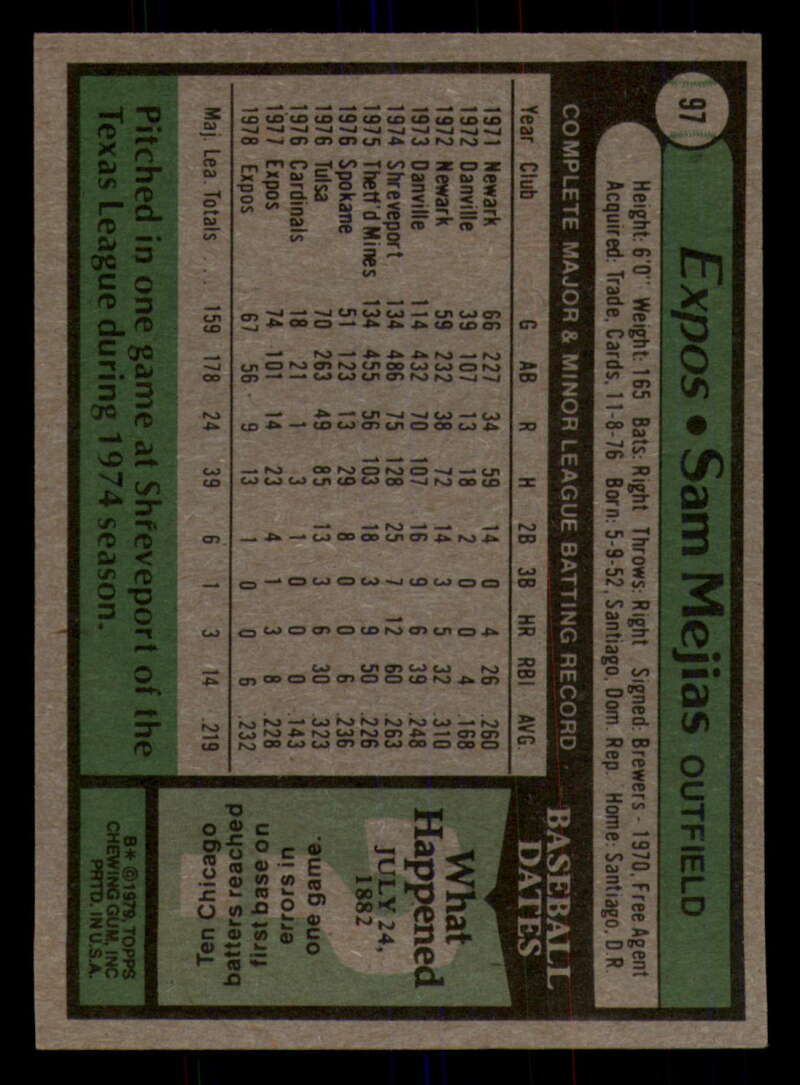 97
Expos • Sam Mejias OUTFIELD
Height: 6'0" Weight: 165 Bats: Right Throws: Right Signed: Brewers - 1970, Free Agent
Acquired: Trade, Cards, 11-8-76 Born: 5-9-52, Santiago, Dom. Rep Home: Santiago, D R
COMPLETE MAJOR & MINOR LEAGUE BATTING RECORD
Year Club G AB R H 2B 3B HR RBI AVG.
1971 Newark 66 227 34 59 14 0 4 26 .260
1972 Danville 39 107 13 18 2 0 0 4 .168
1972 Newark 59 232 38 72 14 3 5 32 .310
1973 Danville 114 432 70 107 16 9 6 39 .248
1974 Shreveport 134 486 75 128 25 7 12 60 .263
1975 Thetf'd Mines 134 455 56 103 18 3 9 50 .226
1976 Spokane 51 123 13 29 8 0 0 6 .236
1976 Tulsa 70 263 49 85 13 3 6 30 .323
1976 Cardinals 18 21 1 3 1 0 0 0 .143
1977 Expos 74 101 14 23 4 1 3 8 .228
1978 Expos 67 56 9 13 1 0 0 6 .232
Maj. Lea. Totals .... 159 178 24 39 6 1 3 14 .219
Pitched in one game at Shreveport of the
Texas League during 1974 season.
BASEBALL
DATES
What
Happened
JULY 24,
1882
?
Ten Chicago
batters reached
first base on
errors in
one game.
B* ©1979, TOPPS
CHEWING GUM, INC
PRTD. IN U.S.A.